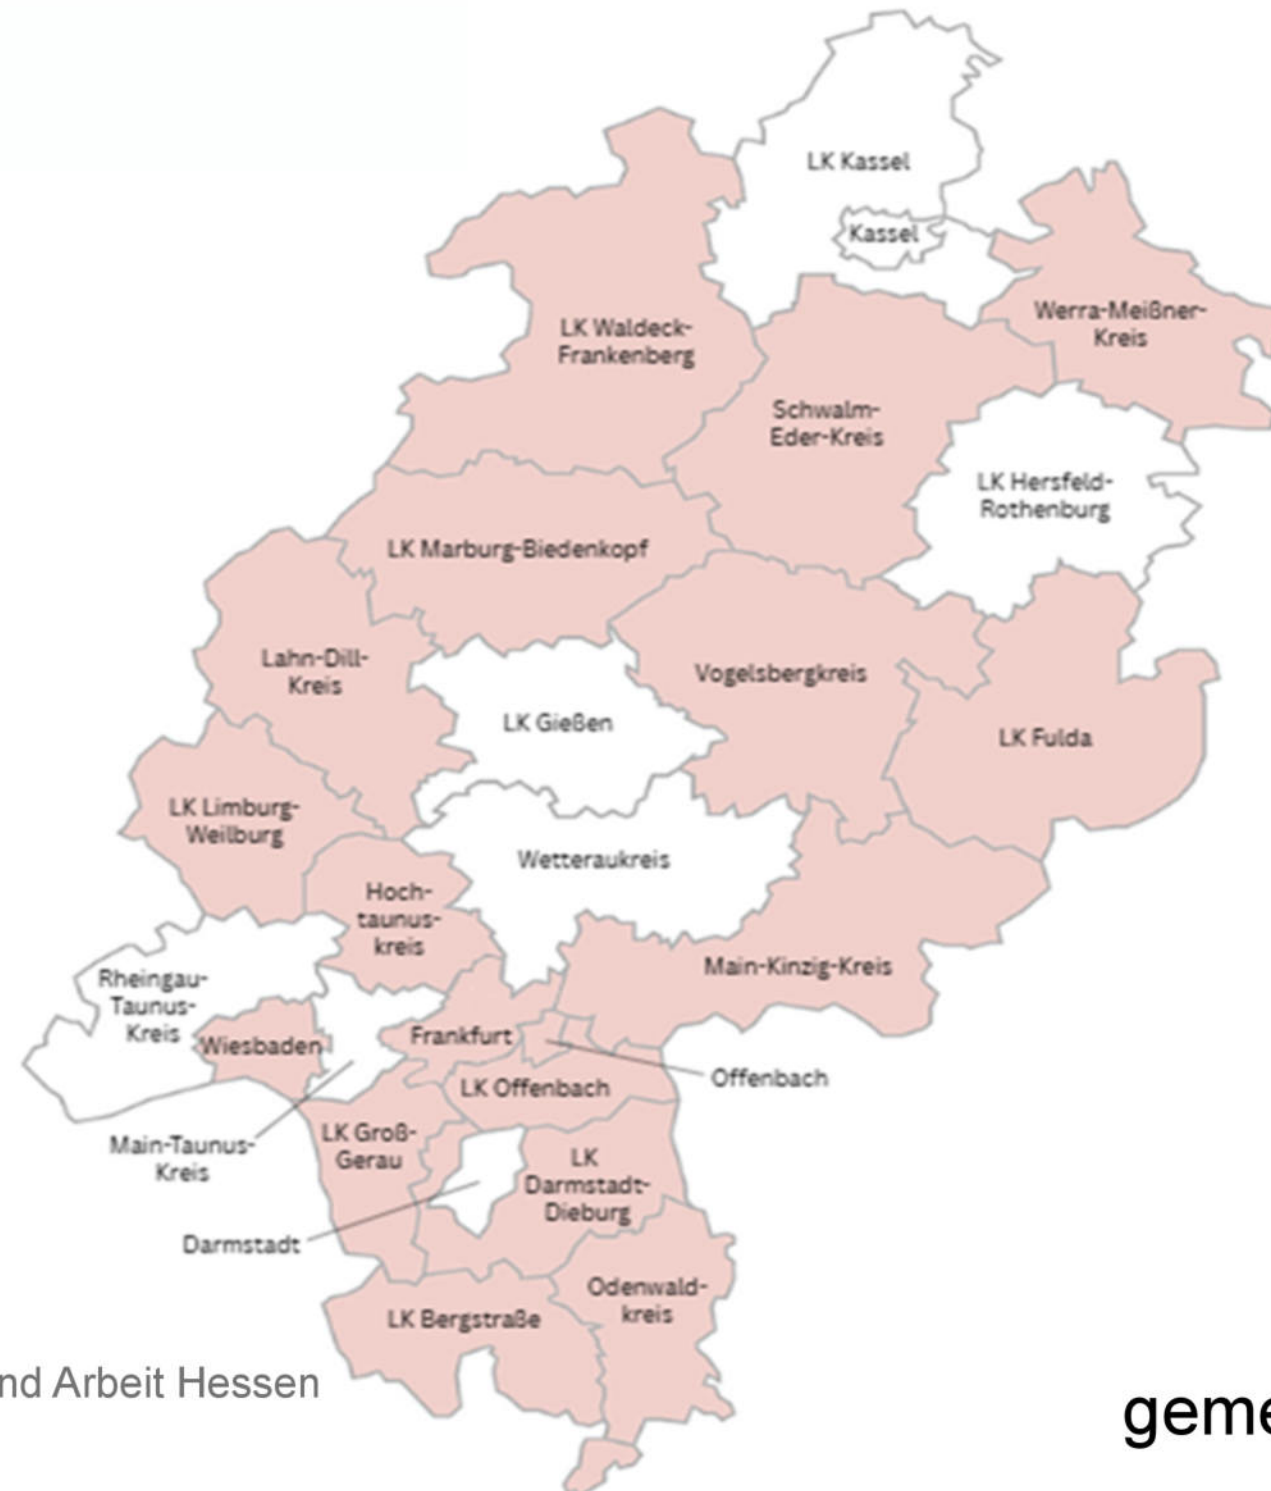 LK Kassel
Kassel
Werra-Meißner-
Kreis
LK Waldeck-
Frankenberg
Schwalm-
Eder-Kreis
LK Hersfeld-
Rothenburg
LK Marburg-Biedenkopf
Lahn-Dill-
Kreis
Vogelsbergkreis
LK Gießen
LK Fulda
LK Limburg-
Weilburg
Wetteraukreis
Hoch-
taunus-
kreis
Main-Kinzig-Kreis
Rheingau-
Taunus-
Kreis
Wiesbaden
Frankfurt
Offenbach
LK Offenbach
Main-Taunus-
Kreis
LK Groß-
Gerau
LK
Darmstadt-
Dieburg
Darmstadt
Odenwald-
kreis
LK Bergstraße
nd Arbeit Hessen
geme